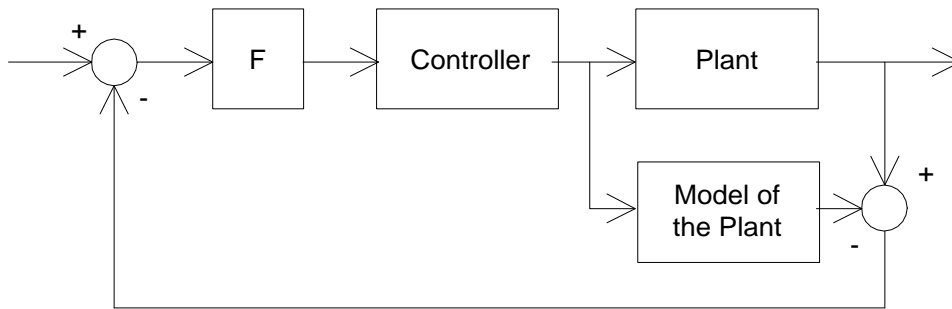 +
-
F
Controller
Plant
Model of
the Plant
+
-